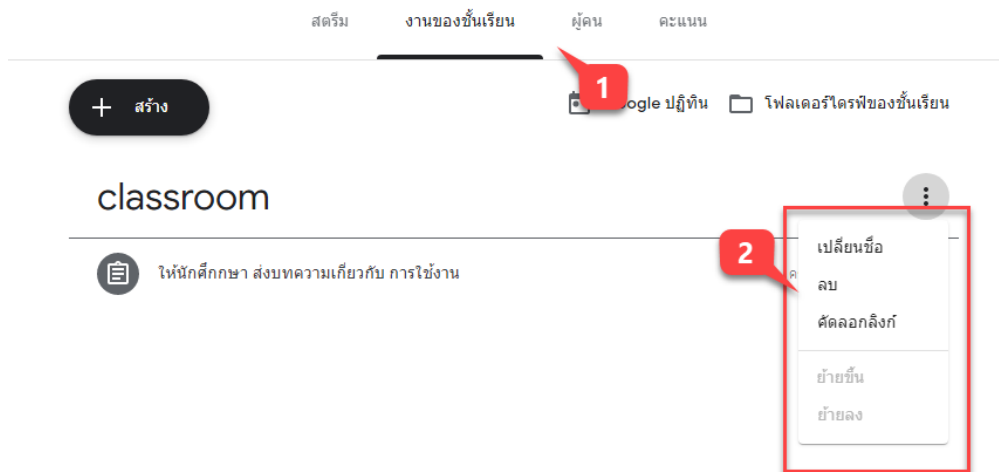 สตรีม งานของชั้นเรียน ผู้คน คะแนน
1
+ สร้าง ogle ปฏิทิน โฟลเดอร์ไดรฟ์ของชั้นเรียน
classroom
2
เปลี่ยนชื่อ
ให้นักศึกกษา ส่งบทความเกี่ยวกับ การใช้งาน ค
ลบ
คัดลอกลิงก์
ย้ายขึ้น
ย้ายลง